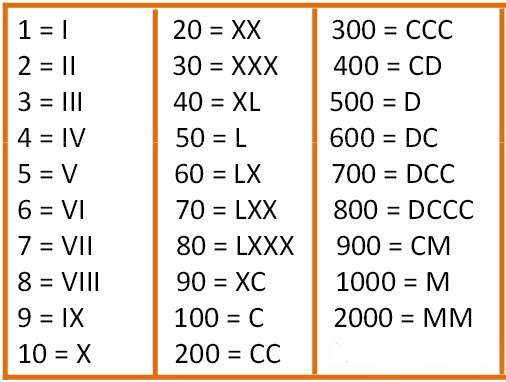 1 = I
2 = II
3 = III
4 = IV
5 = V
6 = VI
7 = VII
8 = VIII
9 = IX
10 = X
20 = XX
30 = XXX
40 = XL
50 = L
60 = LX
70 = LXX
80 = LXXX
90 = XC
100 = C
200 = CC
300 = CCC
400 = CD
500 = D
600 = DC
700 = DCC
800 = DCCC
900 = CM
1000 = M
2000 = MM